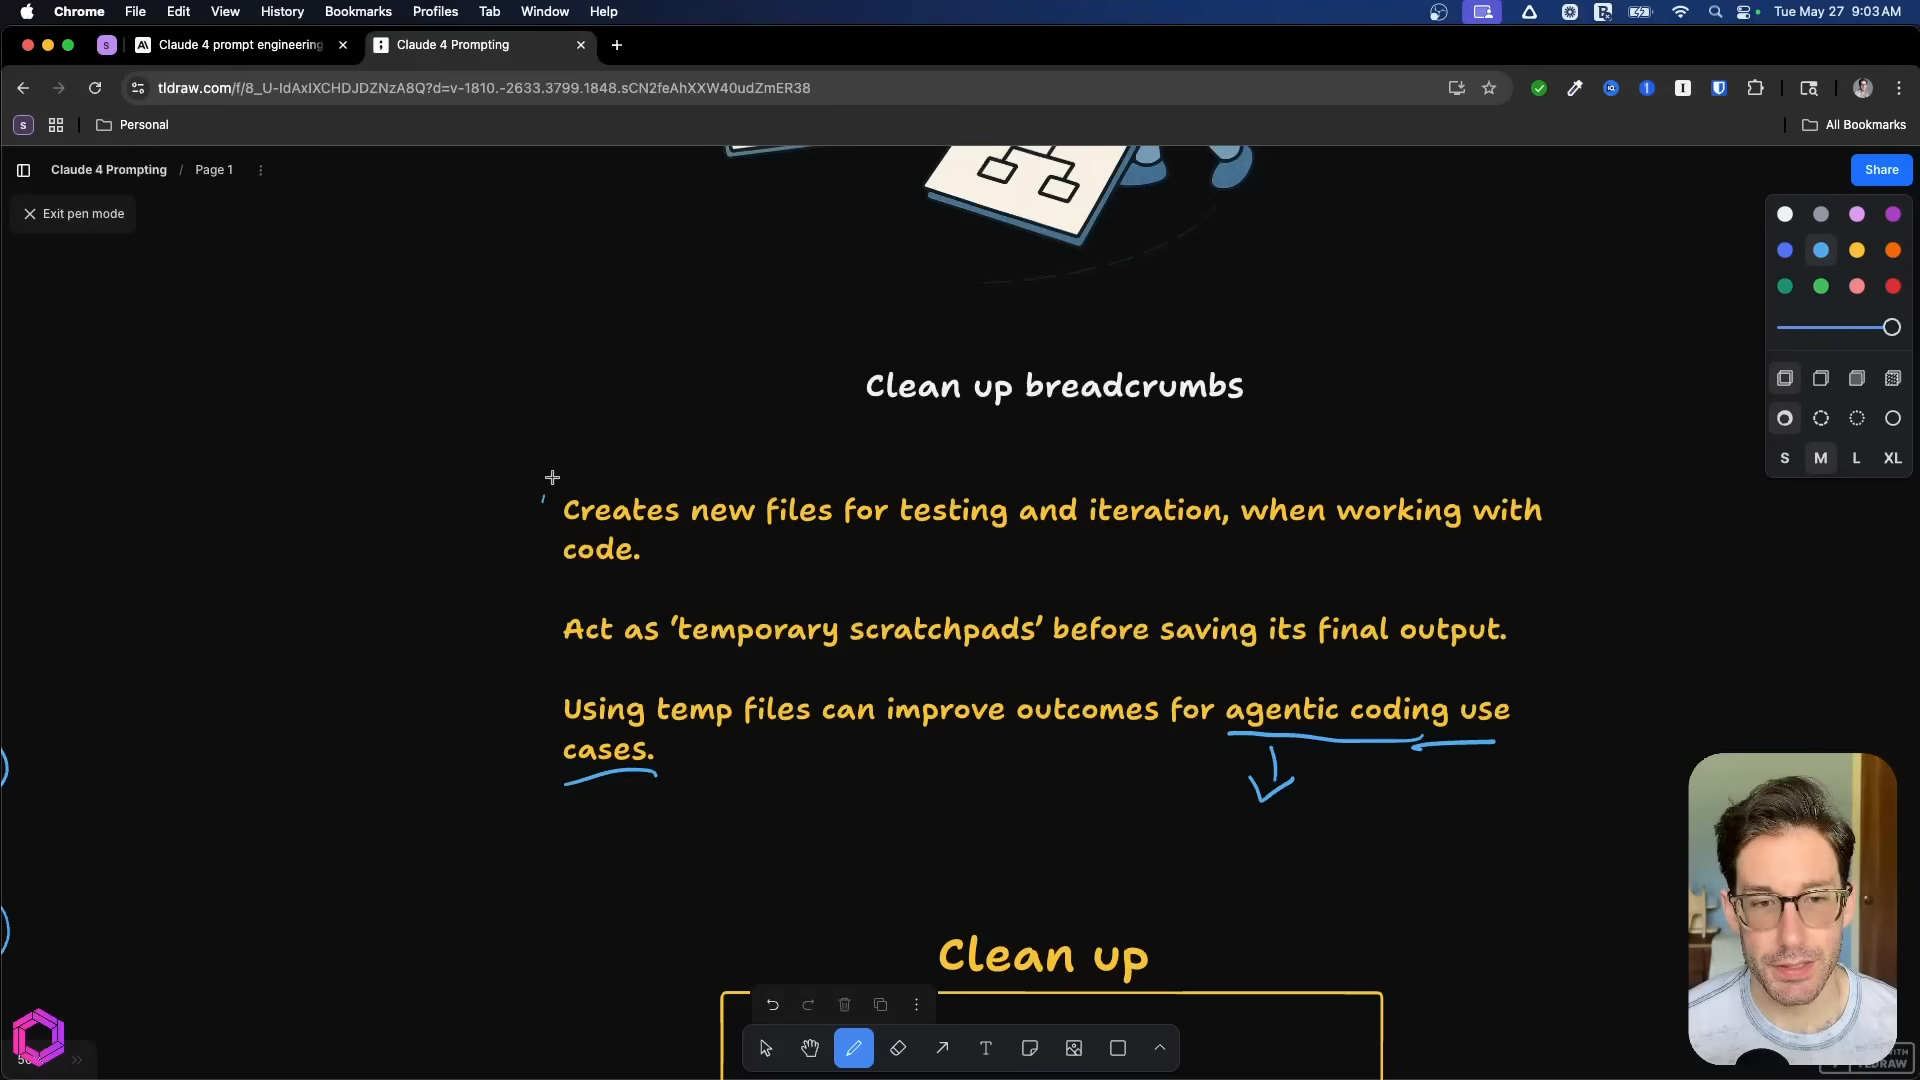 Chrome File Edit View History Bookmarks Profiles Tab Window Help Tue May 27 9:03 AM
S Claude 4 prompt engineering Claude 4 Prompting
tldraw.com/f/8_U-IdAxIXCHDJDZNzA8Q?d=v-1810.-2633.3799.1848.sCN2feAhXXW40udZmER38
S Personal All Bookmarks
Claude 4 Prompting / Page 1 Share
Exit pen mode
Clean up breadcrumbs
S M L XL
Creates new files for testing and iteration, when working with
code.
Act as 'temporary scratchpads' before saving its final output.
Using temp files can improve outcomes for agentic coding use
cases.
Clean up
T